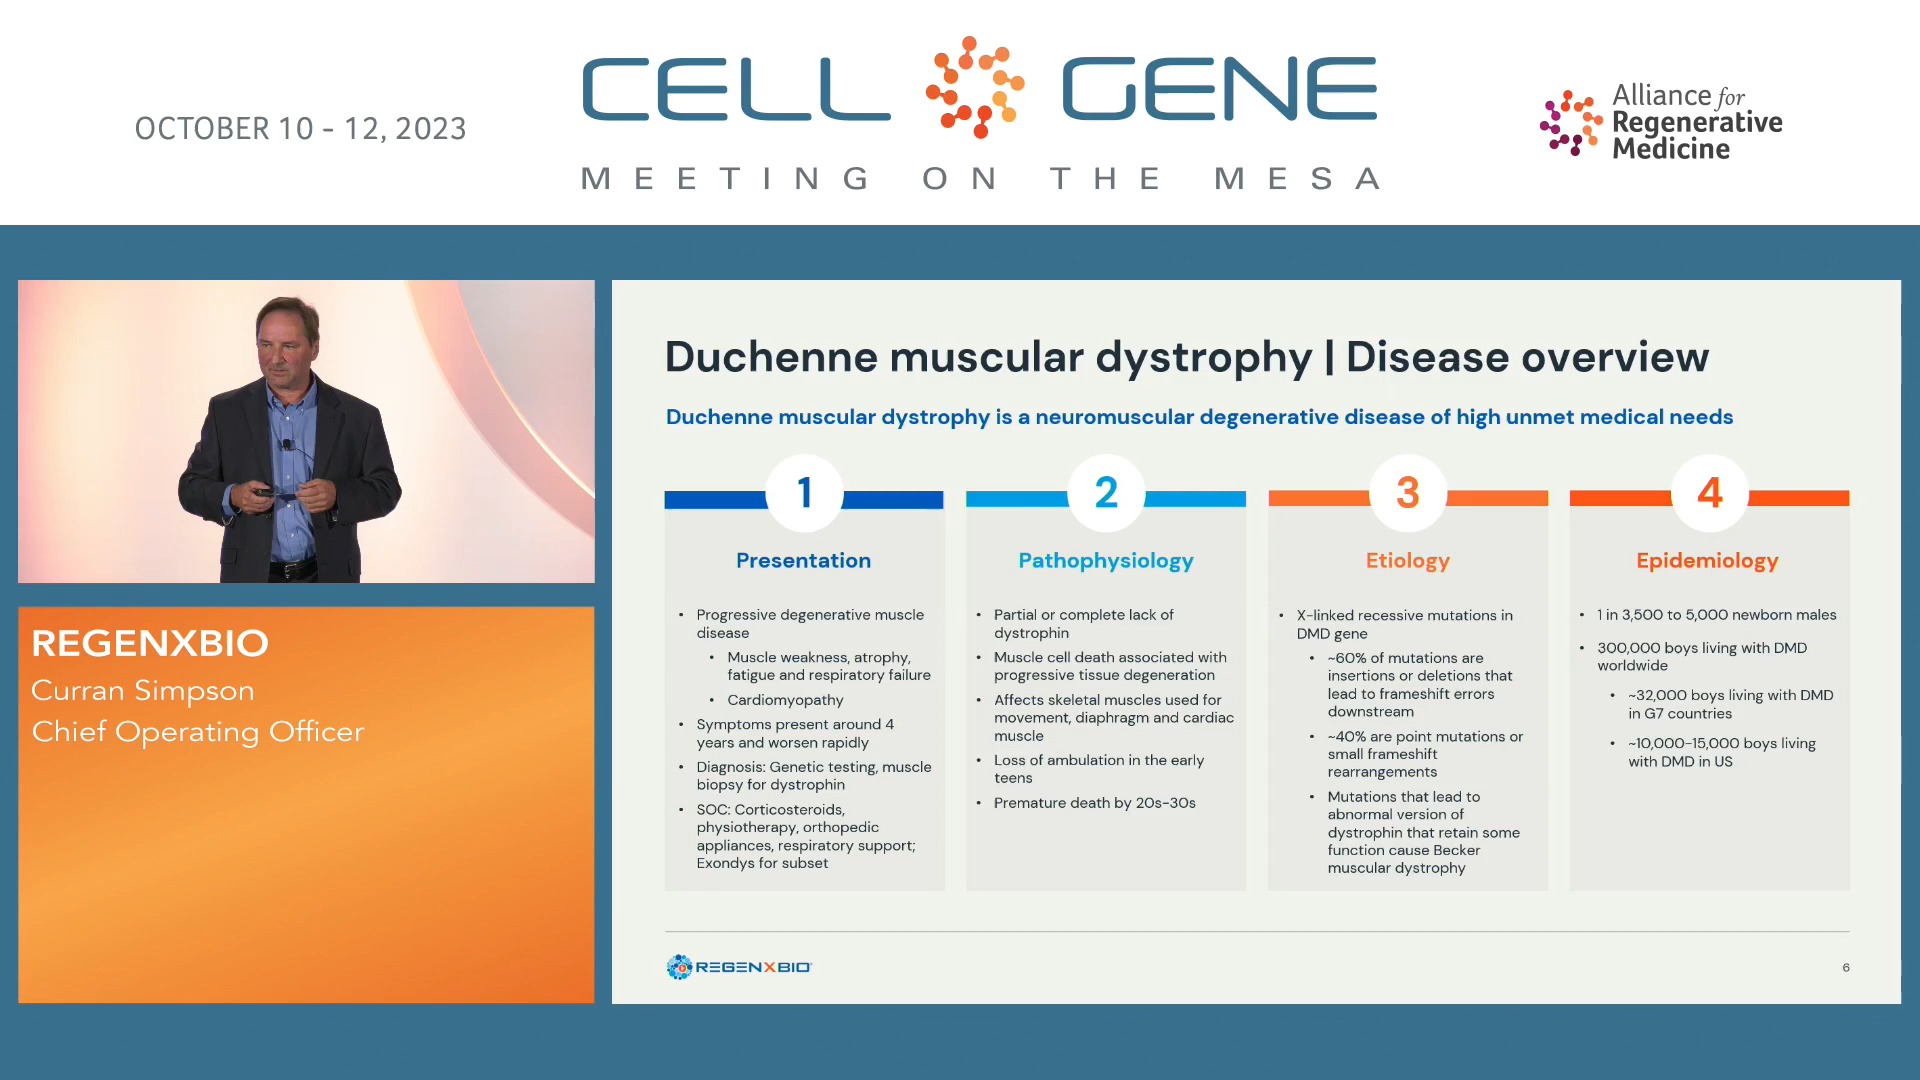 OCTOBER 10 - 12, 2023
CELL GENE
MEETING ON THE MESA
Alliance for
Regenerative
Medicine
REGENXBIO
Curran Simpson
Chief Operating Officer
Duchenne muscular dystrophy | Disease overview
Duchenne muscular dystrophy is a neuromuscular degenerative disease of high unmet medical needs
1
Presentation
• Progressive degenerative muscle
disease
• Muscle weakness, atrophy,
fatigue and respiratory failure
• Cardiomyopathy
• Symptoms present around 4
years and worsen rapidly
• Diagnosis: Genetic testing, muscle
biopsy for dystrophin
• SOC: Corticosteroids,
physiotherapy, orthopedic
appliances, respiratory support;
Exondys for subset
2
Pathophysiology
• Partial or complete lack of
dystrophin
• Muscle cell death associated with
progressive tissue degeneration
• Affects skeletal muscles used for
movement, diaphragm and cardiac
muscle
• Loss of ambulation in the early
teens
• Premature death by 20s-30s
3
Etiology
• X-linked recessive mutations in
DMD gene
• ~60% of mutations are
insertions or deletions that
lead to frameshift errors
downstream
• ~40% are point mutations or
small frameshift
rearrangements
• Mutations that lead to
abnormal version of
dystrophin that retain some
function cause Becker
muscular dystrophy
4
Epidemiology
• 1 in 3,500 to 5,000 newborn males
• 300,000 boys living with DMD
worldwide
• ~32,000 boys living with DMD
in G7 countries
• ~10,000-15,000 boys living
with DMD in US
REGENXBIO
6